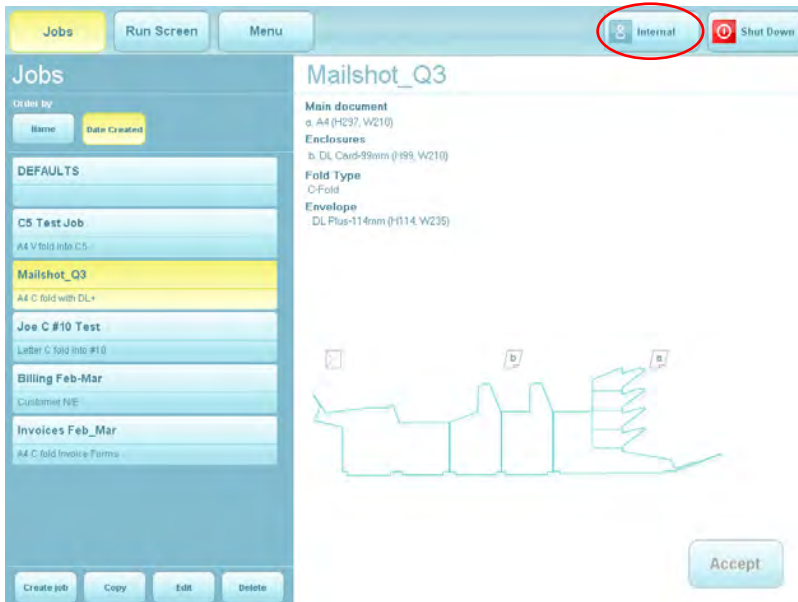 Jobs
Run Screen
Menu
Internal
Shut Down
Jobs
Order by
Name
Date Created
DEFAULTS
C5 Test Job
A4 V fold into C5
Mailshot_Q3
A4 C fold with DL+
Joe C #10 Test
Letter C fold into #10
Billing Feb-Mar
Customer N/E
Invoices Feb_Mar
A4 C fold Invoice Forms
Create job
Copy
Edit
Delete
Mailshot_Q3
Main document
a. A4 (H297, W210)
Enclosures
b. DL Card-99mm (H99, W210)
Fold Type
C-Fold
Envelope
DL Plus-114mm (H114, W235)
b
a
Accept